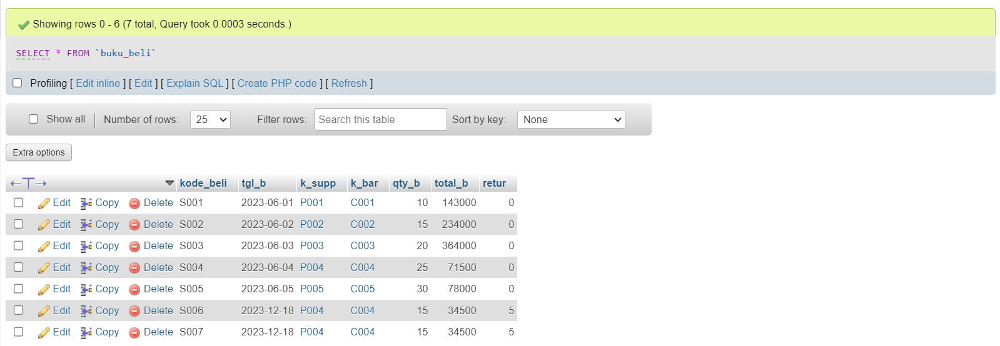 Showing rows 0 - 6 (7 total, Query took 0.0003 seconds.)
SELECT * FROM `buku_beli`
Profiling [ Edit inline ] [ Edit ] [ Explain SQL ] [ Create PHP code ] [ Refresh ]
Show all | Number of rows: 25 Filter rows: Search this table Sort by key: None
Extra options
←T→ kode_beli tgl_b k_supp k_bar qty_b total_b retur
Edit Copy Delete S001 2023-06-01 P001 C001 10 143000 0
Edit Copy Delete S002 2023-06-02 P002 C002 15 234000 0
Edit Copy Delete S003 2023-06-03 P003 C003 20 364000 0
Edit Copy Delete S004 2023-06-04 P004 C004 25 71500 0
Edit Copy Delete S005 2023-06-05 P005 C005 30 78000 0
Edit Copy Delete S006 2023-12-18 P004 C004 15 34500 5
Edit Copy Delete S007 2023-12-18 P004 C004 15 34500 5